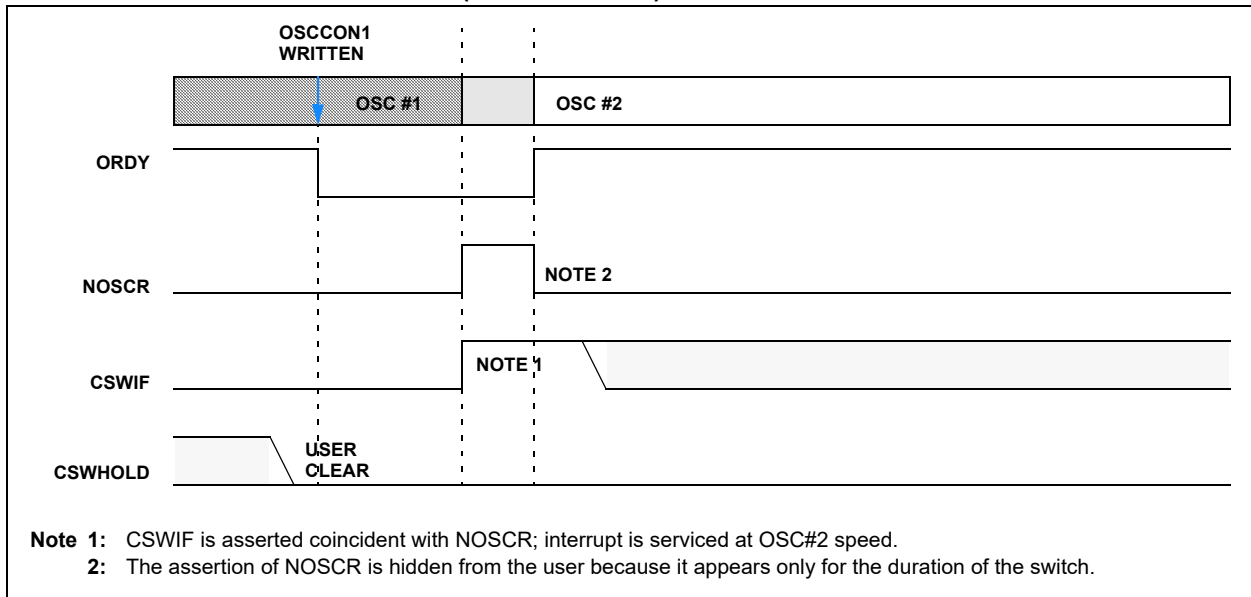 OSCCON1
WRITTEN
OSC #1
OSC #2
ORDY
NOSCR
NOTE 2
CSWIF
NOTE 1
CSWHOLD
USER
CLEAR
Note 1: CSWIF is asserted coincident with NOSCR; interrupt is serviced at OSC#2 speed.
2: The assertion of NOSCR is hidden from the user because it appears only for the duration of the switch.